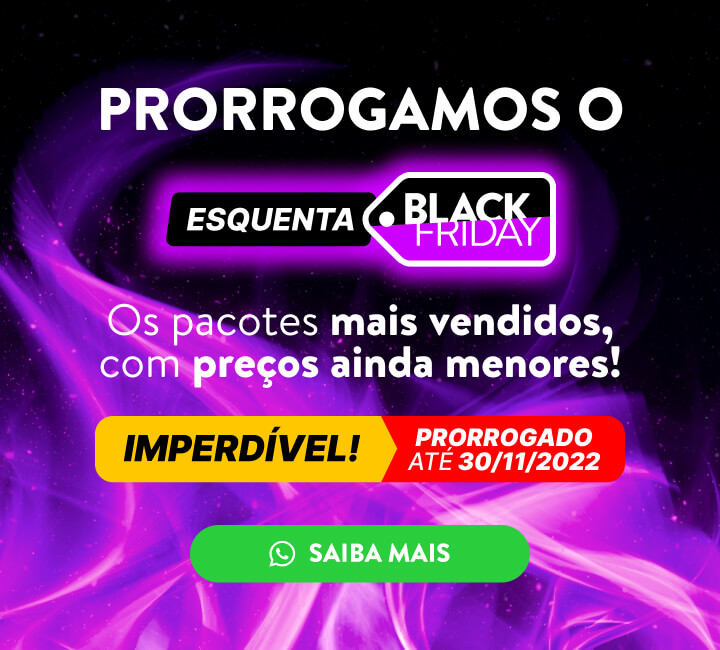 PRORROGAMOS O
ESQUENTA
BLACK
FRIDAY
Os pacotes mais vendidos,
com preços ainda menores!
IMPERDÍVEL!
PRORROGADO
ATÉ 30/11/2022
SAIBA MAIS